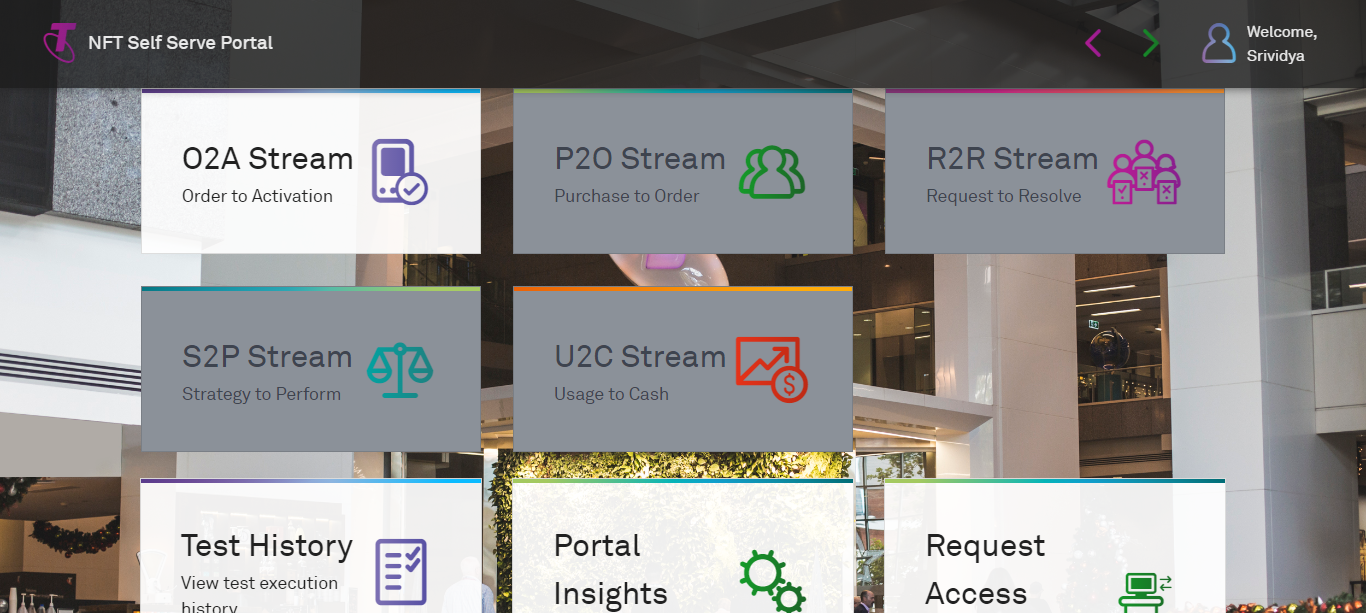 NFT Self Serve Portal
Welcome,
Srividya
O2A Stream
Order to Activation
P2O Stream
Purchase to Order
R2R Stream
Request to Resolve
S2P Stream
Strategy to Perform
U2C Stream
Usage to Cash
Test History
View test execution
history
Portal
Insights
Request
Access